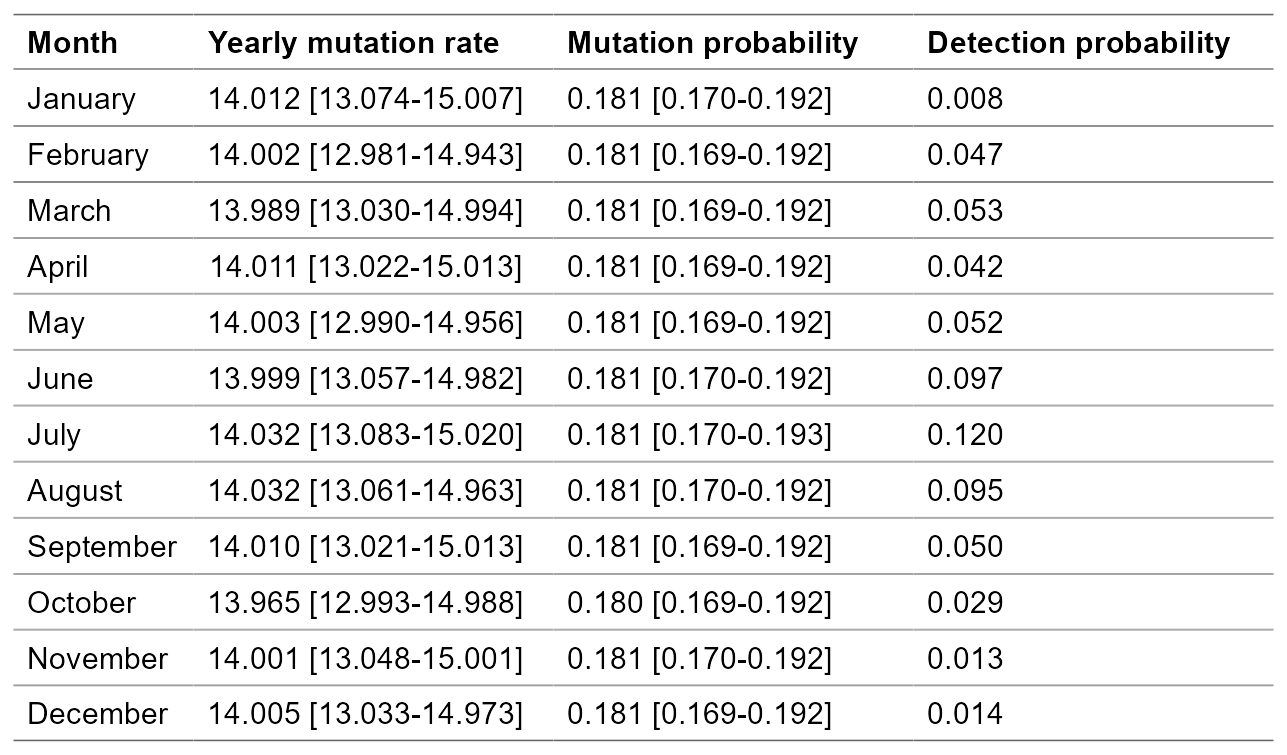 Month Yearly mutation rate Mutation probability Detection probability
January 14.012 [13.074-15.007] 0.181 [0.170-0.192] 0.008
February 14.002 [12.981-14.943] 0.181 [0.169-0.192] 0.047
March 13.989 [13.030-14.994] 0.181 [0.169-0.192] 0.053
April 14.011 [13.022-15.013] 0.181 [0.169-0.192] 0.042
May 14.003 [12.990-14.956] 0.181 [0.169-0.192] 0.052
June 13.999 [13.057-14.982] 0.181 [0.170-0.192] 0.097
July 14.032 [13.083-15.020] 0.181 [0.170-0.193] 0.120
August 14.032 [13.061-14.963] 0.181 [0.170-0.192] 0.095
September 14.010 [13.021-15.013] 0.181 [0.169-0.192] 0.050
October 13.965 [12.993-14.988] 0.180 [0.169-0.192] 0.029
November 14.001 [13.048-15.001] 0.181 [0.170-0.192] 0.013
December 14.005 [13.033-14.973] 0.181 [0.169-0.192] 0.014